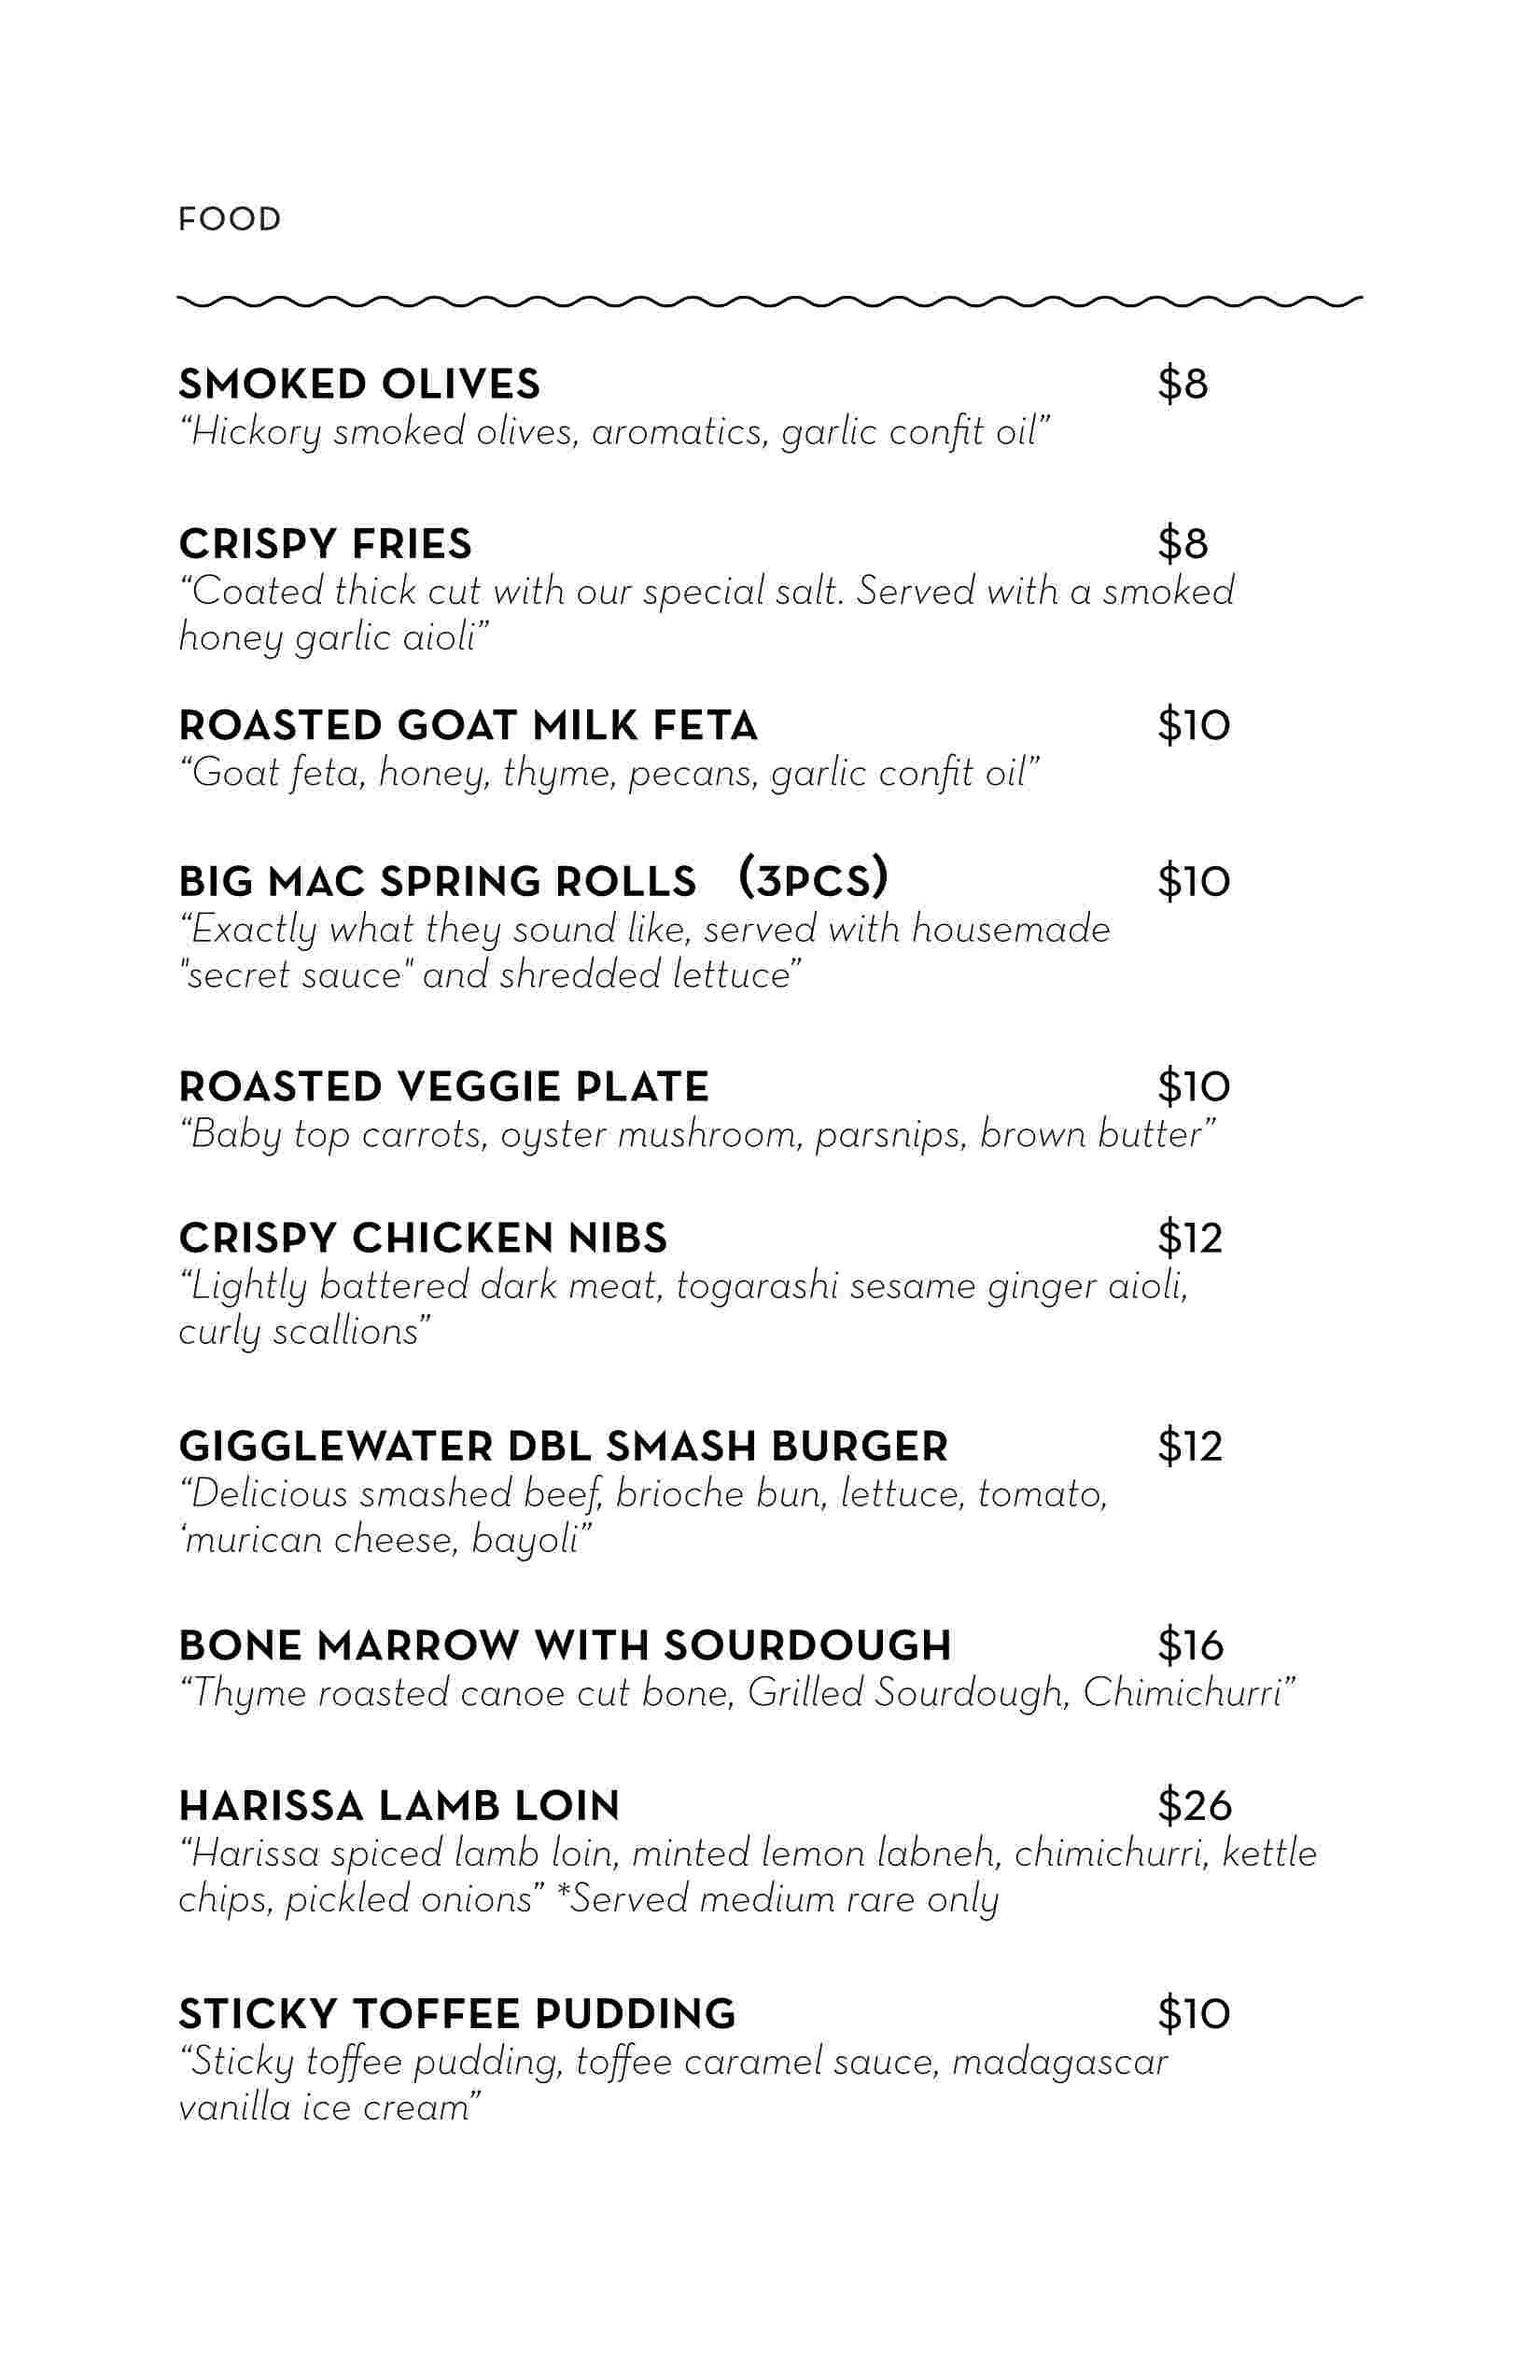 FOOD
SMOKED OLIVES $8
“Hickory smoked olives, aromatics, garlic confit oil”
CRISPY FRIES $8
“Coated thick cut with our special salt. Served with a smoked
honey garlic aioli”
ROASTED GOAT MILK FETA $10
“Goat feta, honey, thyme, pecans, garlic confit oil”
BIG MAC SPRING ROLLS (3PCS) $10
“Exactly what they sound like, served with housemade
"secret sauce" and shredded lettuce”
ROASTED VEGGIE PLATE $10
“Baby top carrots, oyster mushroom, parsnips, brown butter”
CRISPY CHICKEN NIBS $12
“Lightly battered dark meat, togarashi sesame ginger aioli,
curly scallions”
GIGGLEWATER DBL SMASH BURGER $12
“Delicious smashed beef, brioche bun, lettuce, tomato,
‘murican cheese, bayoli”
BONE MARROW WITH SOURDOUGH $16
“Thyme roasted canoe cut bone, Grilled Sourdough, Chimichurri”
HARISSA LAMB LOIN $26
“Harissa spiced lamb loin, minted lemon labneh, chimichurri, kettle
chips, pickled onions” *Served medium rare only
STICKY TOFFEE PUDDING $10
“Sticky toffee pudding, toffee caramel sauce, madagascar
vanilla ice cream”